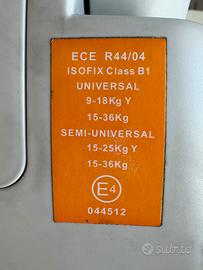 ECE R44/04
ISOFIX Class B1
UNIVERSAL
9-18Kg Y
15-36Kg
SEMI-UNIVERSAL
15-25Kg Y
15-36Kg
E4
044512
subito